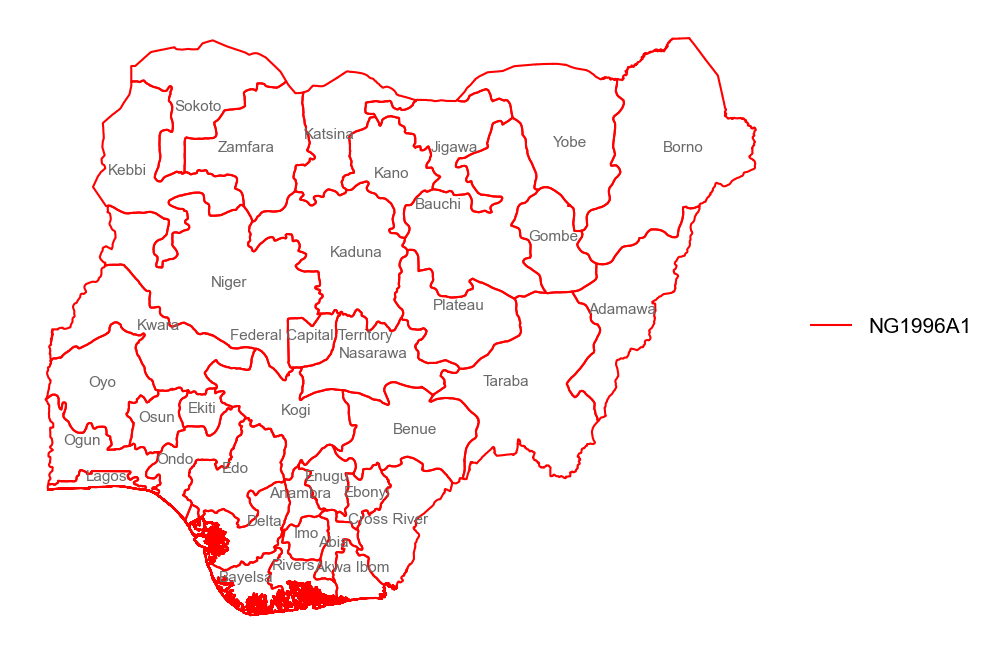 Sokoto
Katsina
Zamfara
Jigawa
Yobe
Borno
Kebbi
Kano
Bauchi
Gombe
Kaduna
Niger
Plateau
Adamawa
Kwara
Federal Capital Territory
NG1996A1
Nasarawa
Oyo
Taraba
Ekiti
Kogi
Osun
Benue
Ogun
Ondo
Edo
Lagos
Enugu
Anambra
Ebony
Delta
Cross River
Imo
Abia
Rivers
Akwa Ibom
Bayelsa